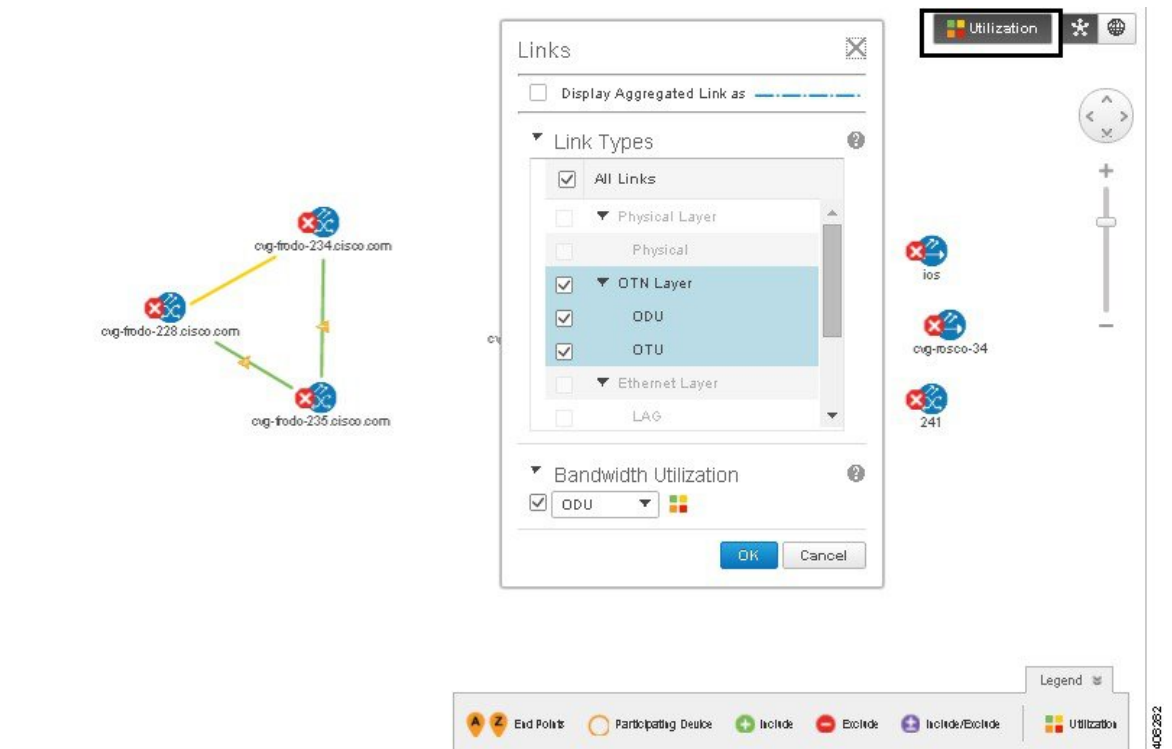 Utilization
Links
Display Aggregated Link as
Link Types
All Links
Physical Layer
Physical
OTN Layer
ODU
OTU
Ethernet Layer
LAG
Bandwidth Utilization
ODU
OK Cancel
cvg-frodo-234.cisco.com
cvg-frodo-228.cisco.com
cvg-frodo-235.cisco.com
ios
cvg-rosco-34
241
Legend
A Z End Points Participating Device Include Exclude Include/Exclude Utilization
406262